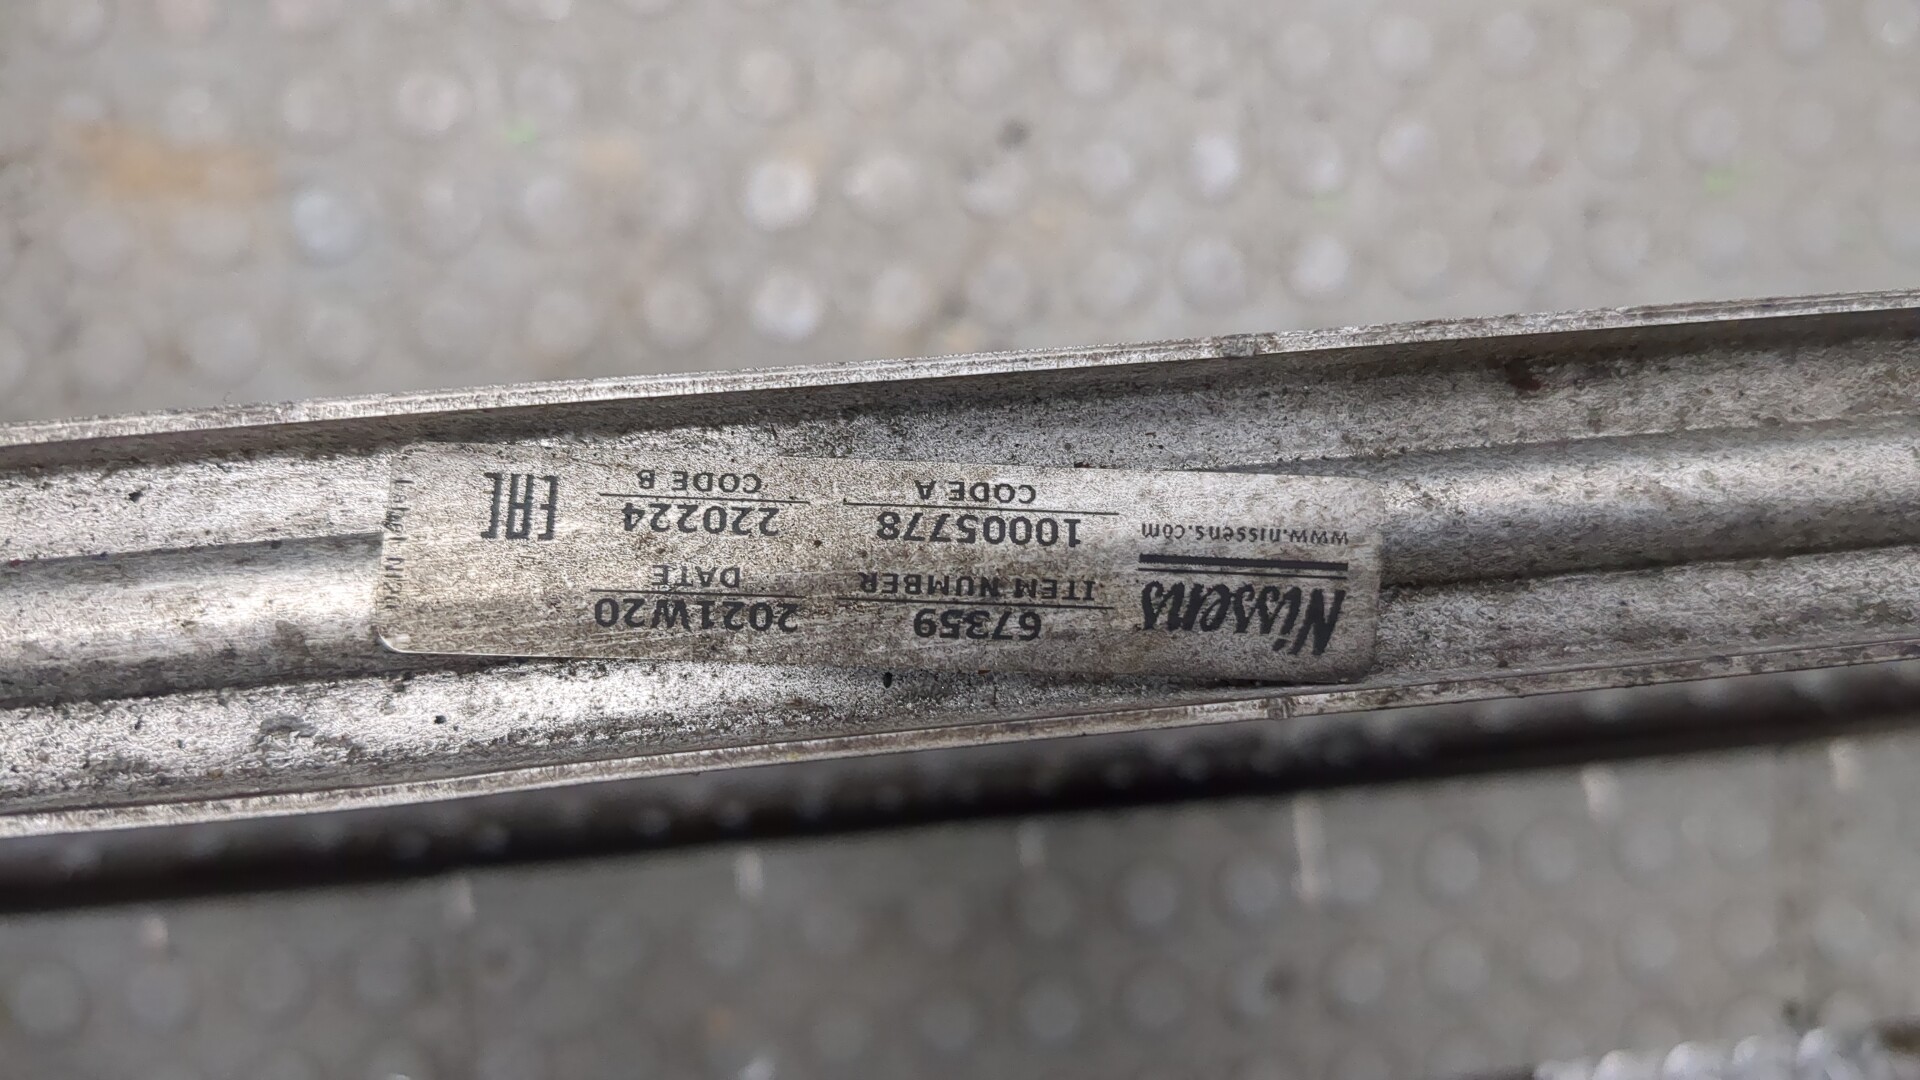 Nissens
www.nissens.com
67359
ITEM NUMBER
10005778
CODE A
2021W20
DATE
220224
CODE B
EAC